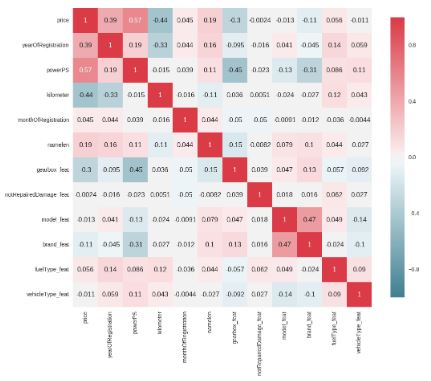 price 1 0.39 0.57 -0.44 0.045 0.19 -0.3 -0.0024 -0.013 -0.11 0.056 -0.011
yearOfRegistration 0.39 1 0.19 -0.33 0.044 0.16 -0.095 -0.016 0.041 -0.045 0.14 0.059
powerPS 0.57 0.19 1 -0.015 0.039 0.11 -0.45 -0.023 -0.13 -0.31 0.086 0.11
kilometer -0.44 -0.33 -0.015 1 -0.016 -0.11 0.036 0.0051 -0.024 -0.027 0.12 0.043
monthOfRegistration 0.045 0.044 0.039 -0.016 1 0.044 -0.05 -0.05 -0.0091 -0.012 -0.036 -0.0044
namelen 0.19 0.16 0.11 -0.11 0.044 1 -0.15 -0.0082 0.079 0.1 0.044 -0.027
gearbox_feat -0.3 -0.095 -0.45 0.036 -0.05 -0.15 1 0.039 0.047 0.13 -0.057 -0.092
notRepairedDamage_feat -0.0024 -0.016 -0.023 0.0051 -0.05 -0.0082 0.039 1 0.018 0.016 0.062 0.027
model_feat -0.013 0.041 -0.13 -0.024 -0.0091 0.079 0.047 0.018 1 0.47 0.049 -0.14
brand_feat -0.11 -0.045 -0.31 -0.027 -0.012 0.1 0.13 0.016 0.47 1 -0.024 -0.1
fuelType_feat 0.056 0.14 0.086 0.12 -0.036 0.044 -0.057 0.062 0.049 -0.024 1 0.09
vehicleType_feat -0.011 0.059 0.11 0.043 -0.0044 -0.027 -0.092 0.027 -0.14 -0.1 0.09 1
price yearOfRegistration powerPS kilometer monthOfRegistration namelen gearbox_feat notRepairedDamage_feat model_feat brand_feat fuelType_feat vehicleType_feat
0.8
0.4
0.0
-0.4
-0.8